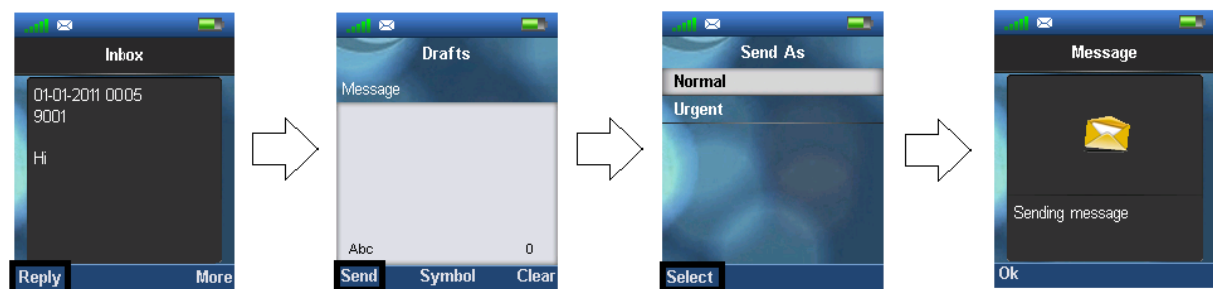 Inbox
01-01-2011 0005
9001
Hi
Reply More
Drafts
Message
Abc 0
Send Symbol Clear
Send As
Normal
Urgent
Select
Message
Sending message
Ok